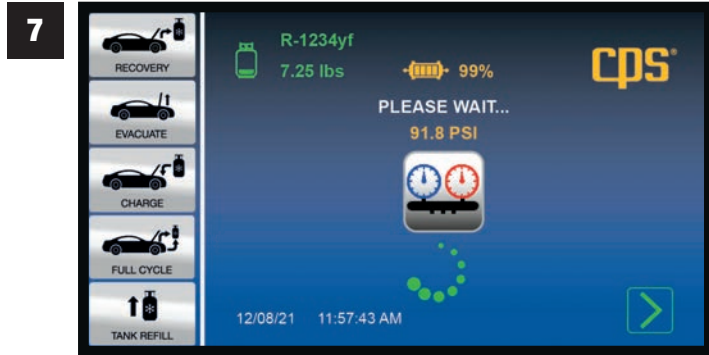 7
RECOVERY
EVACUATE
CHARGE
FULL CYCLE
TANK REFILL
R-1234yf
7.25 lbs
99%
cps®
PLEASE WAIT...
91.8 PSI
12/08/21 11:57:43 AM